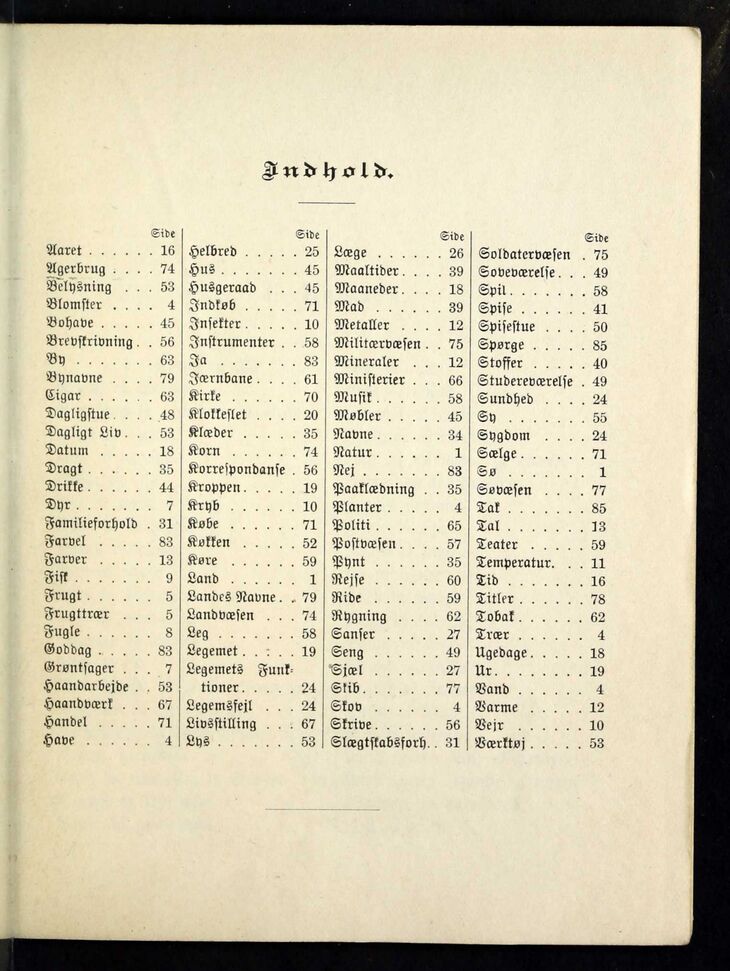 Indhold.
Side
Aaret . . . . . . 16
Agerbrug . . . . 74
Belysning . . . 53
Blomster . . . . 4
Bohave . . . . . 45
Brevskrivning . . 56
By . . . . . . . 63
Bynavne . . . . 79
Cigar . . . . . . 63
Dagligstue . . . . 48
Dagligt Liv . . . 53
Datum . . . . . 18
Dragt . . . . . . 35
Drikke . . . . . 44
Dyr . . . . . . . 7
Familieforhold . 31
Farvel . . . . . 83
Farver . . . . . 13
Fisk . . . . . . 9
Frugt . . . . . . 5
Frugttrær . . . 5
Fugle . . . . . . 8
Goddag . . . . . 83
Grøntsager . . . 7
Haandarbejde . . 53
Haandværk . . . 67
Handel . . . . . 71
Have . . . . . . 4
Side
Helbred . . . . . 25
Hus . . . . . . . 45
Husgeraad . . . 45
Indkøb . . . . . 71
Insekter . . . . . 10
Instrumenter . . 58
Ja . . . . . . . 83
Jærnbane . . . . 61
Kirke . . . . . . 70
Klokkeslet . . . . 20
Klæder . . . . . 35
Korn . . . . . . 74
Korrespondanse . 56
Kroppen . . . . . 19
Kryb . . . . . . 10
Købe . . . . . . 71
Køkken . . . . . 52
Køre . . . . . . 59
Land . . . . . . 1
Landes Navne . . 79
Landvæsen . . . 74
Leg . . . . . . . 58
Legemet . . . . 19
Legemets Funk-
tioner . . . . . 24
Legemsfejl . . . 24
Livsstilling . . . 67
Lys . . . . . . . 53
Side
Læge . . . . . . 26
Maaltider . . . . 39
Maaneder . . . . 18
Mad . . . . . . 39
Metaller . . . . 12
Militærvæsen . . 75
Mineraler . . . 12
Ministerier . . . 66
Musik . . . . . . 58
Møbler . . . . . 45
Navne . . . . . . 34
Natur . . . . . . 1
Nej . . . . . . . 83
Paaklædning . . 35
Planter . . . . . 4
Politi . . . . . . 65
Postvæsen . . . . 57
Pynt . . . . . . 35
Rejse . . . . . . 60
Ride . . . . . . 59
Rygning . . . . 62
Sanser . . . . . 27
Seng . . . . . . 49
Sjæl . . . . . . 27
Skib . . . . . . . 77
Skov . . . . . . 4
Skrive . . . . . . 56
Slægtskabsforh. . 31
Side
Soldatervæsen . 75
Soveværelse . . . 49
Spil . . . . . . . 58
Spise . . . . . . 41
Spisestue . . . . 50
Spørge . . . . . 85
Stoffer . . . . . 40
Studereværelse . 49
Sundhed . . . . 24
Sy . . . . . . . 55
Sygdom . . . . 24
Sælge . . . . . . 71
Sø . . . . . . . 1
Søvæsen . . . . 77
Tak . . . . . . . 85
Tal . . . . . . . 13
Teater . . . . . 59
Temperatur . . . 11
Tid . . . . . . . 16
Titler . . . . . . 78
Tobak . . . . . . 62
Trær . . . . . . 4
Ugedage . . . . . 18
Ur . . . . . . . 19
Vand . . . . . . 4
Varme . . . . . 12
Vejr . . . . . . 10
Værktøj . . . . . 53